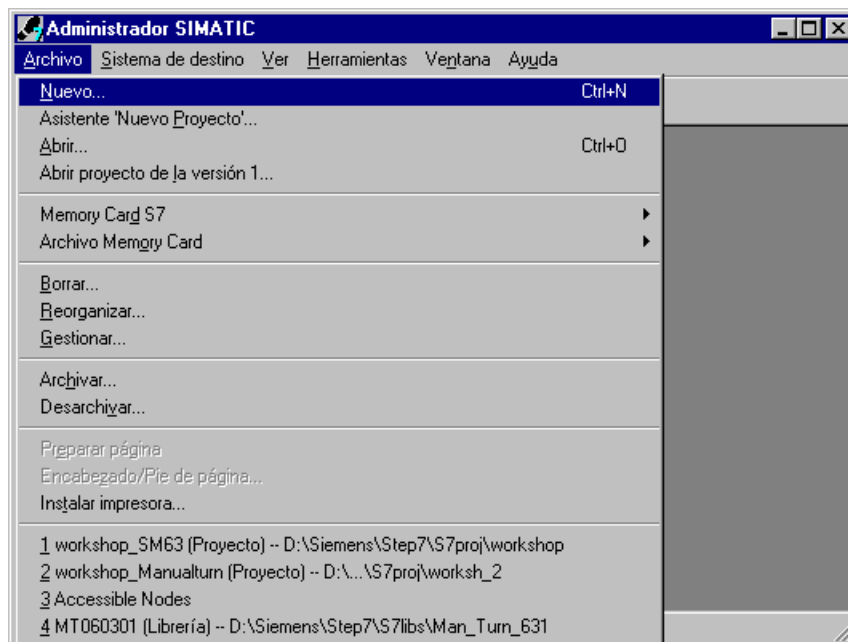 Administrador SIMATIC
Archivo Sistema de destino Ver Herramientas Ventana Ayuda
Nuevo... Ctrl+N
Asistente 'Nuevo Proyecto'...
Abrir... Ctrl+O
Abrir proyecto de la versión 1...
Memory Card S7
Archivo Memory Card
Borrar...
Reorganizar...
Gestionar...
Archivar...
Desarchivar...
Preparar página
Encabezado/Pie de página...
Instalar impresora...
1 workshop_SM63 (Proyecto) -- D:\Siemens\Step7\S7proj\workshop
2 workshop_Manualturn (Proyecto) -- D:\...\S7proj\worksh_2
3 Accessible Nodes
4 MT060301 (Librería) -- D:\Siemens\Step7\S7libs\Man_Turn_631